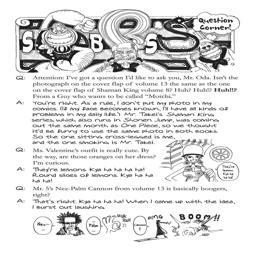 S B S
Question Corner!
Q: Attention: I've got a question I'd like to ask you, Mr. Oda. Isn't the
photograph on the cover flap of volume 13 the same as the one
on the cover flap of Shaman King volume 8? Huh? Huh!! Huh!!?
From a Guy who wants to be called "Motchi."
A: You're right. As a rule, I don't put my photo in my
comics. (If my face becomes known, I'll have all kinds of
problems in my daily life.) Mr. Takei's Shaman King
series, which also runs in Shonen Jump, was coming
out the same month as One Piece, so we thought
it'd be funny to use the same photo in both books.
So the one sitting cross-legged is me,
and the one smoking is Takei.
Q: Ms. Valentine's outfit is really cute. By
the way, are those oranges on her dress?
I'm curious.
A: They're lemons. Kya ha ha ha ha!
Round slices of lemons. Kya ha ha
ha ha!
Q: Mr. 5's Nez-Palm Cannon from volume 13 is basically boogers,
right?
A: That's right. Kya ha ha ha! When I came up with the idea,
I burst out laughing.
BOOM!!